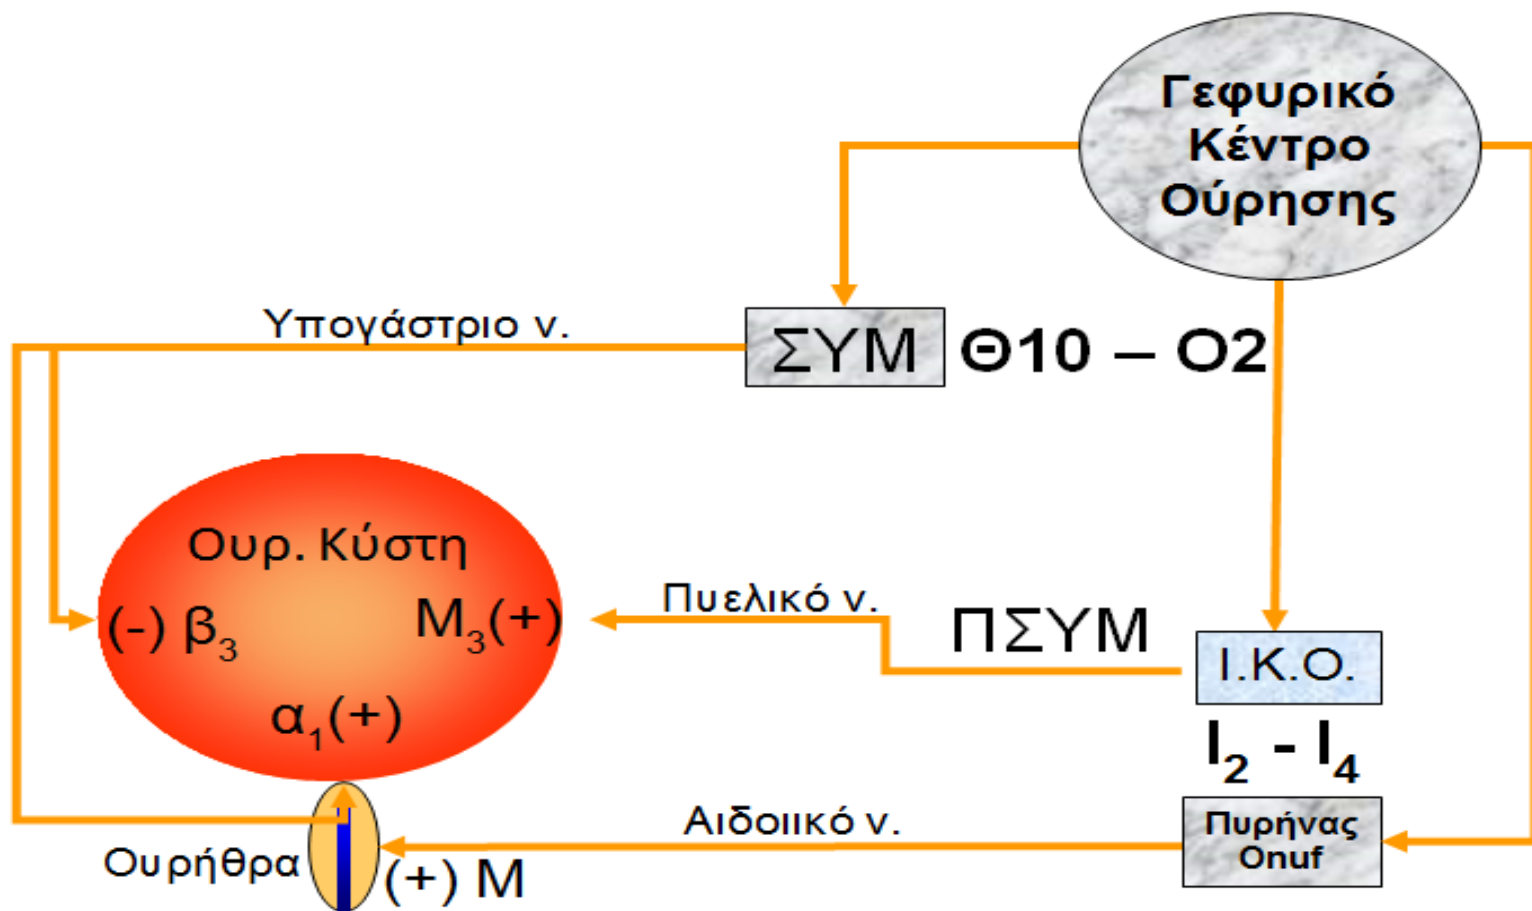 Γεφυρικό
Κέντρο
Ούρησης
Υπογάστριο ν.
ΣΥΜ Θ10 – Ο2
Ουρ. Κύστη
(-) β₃ Μ₃(+)
Πυελικό ν.
ΠΣΥΜ
Ι.Κ.Ο.
α₁(+)
Ι₂ - Ι₄
Αιδοιικό ν.
Πυρήνας
Onuf
Ουρήθρα
(+) Μ